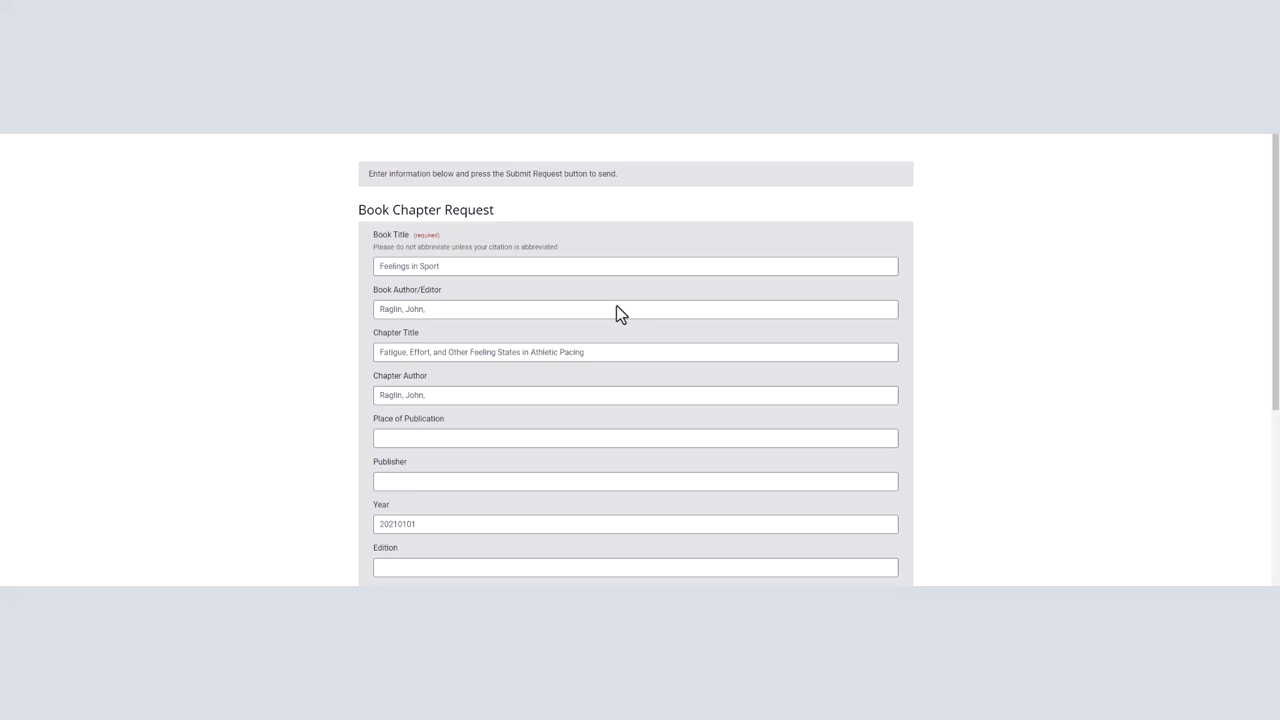 Enter information below and press the Submit Request button to send.
Book Chapter Request
Book Title (required)
Please do not abbreviate unless your citation is abbreviated
Feelings in Sport
Book Author/Editor
Raglin, John,
Chapter Title
Fatigue, Effort, and Other Feeling States in Athletic Pacing
Chapter Author
Raglin, John,
Place of Publication
Publisher
Year
20210101
Edition